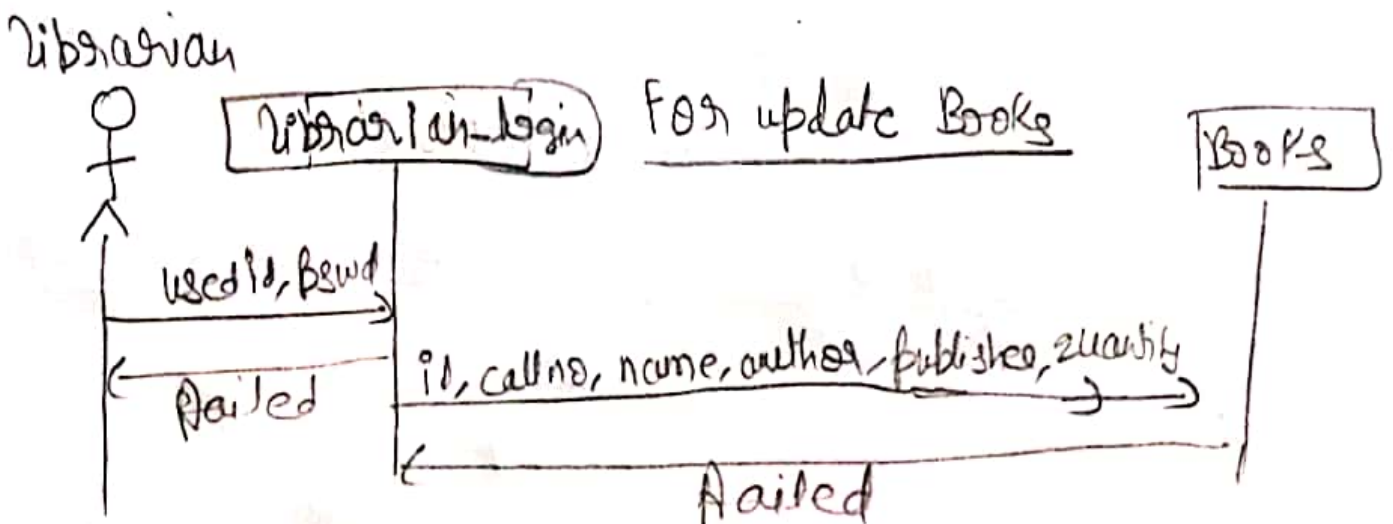 Librarian
Librarian_login
For update Books
Books
userid, Pswd
failed
id, callno, name, author, publisher, quantity
failed